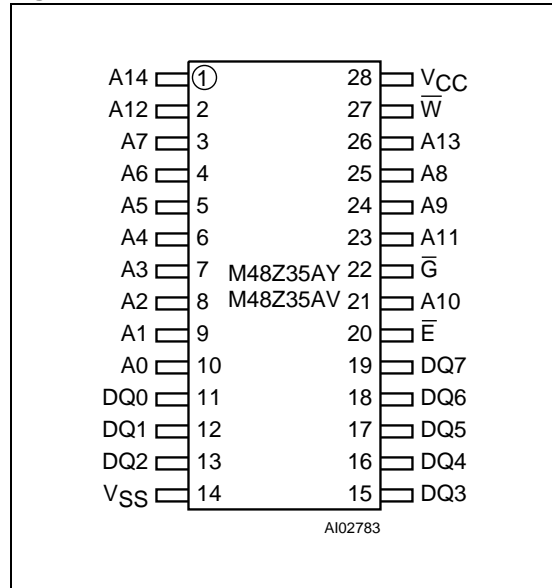 A14 1 28 VCC
A12 2 27 W̅
A7 3 26 A13
A6 4 25 A8
A5 5 24 A9
A4 6 23 A11
A3 7 M48Z35AY 22 G̅
A2 8 M48Z35AV 21 A10
A1 9 20 E̅
A0 10 19 DQ7
DQ0 11 18 DQ6
DQ1 12 17 DQ5
DQ2 13 16 DQ4
VSS 14 15 DQ3
AI02783